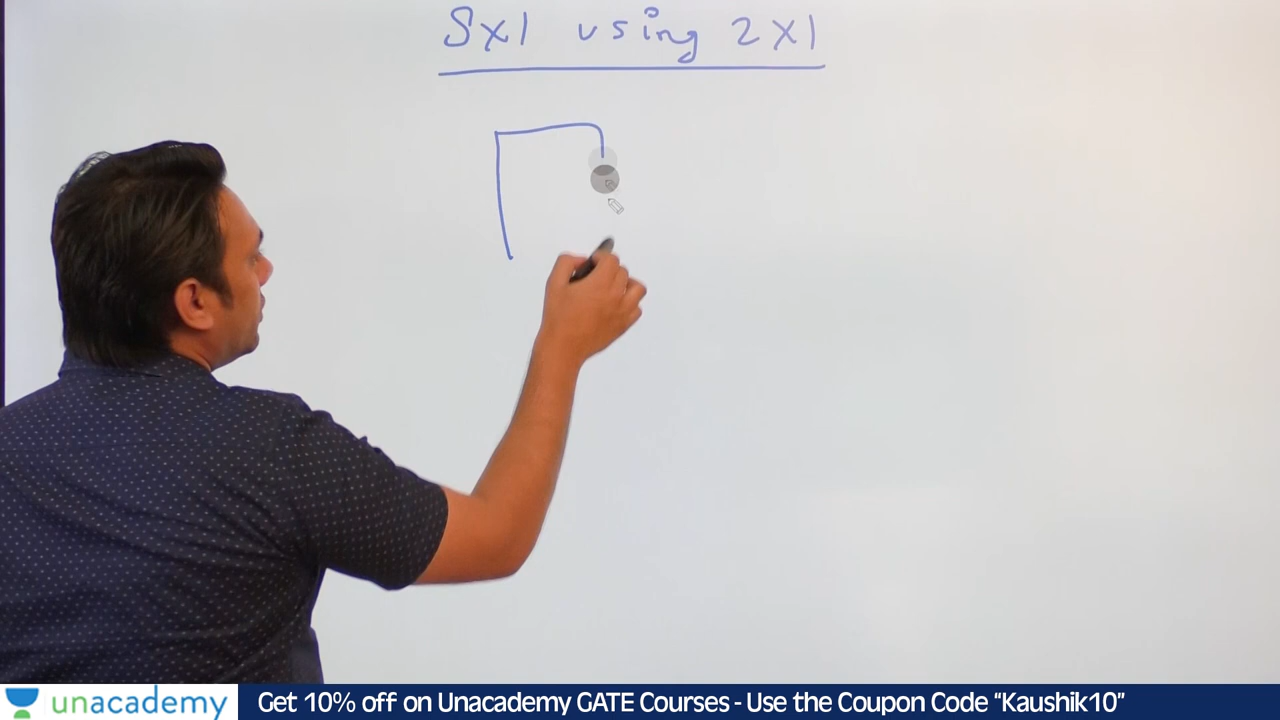 8x1 using 2x1
unacademy
Get 10% off on Unacademy GATE Courses - Use the Coupon Code “Kaushik10”